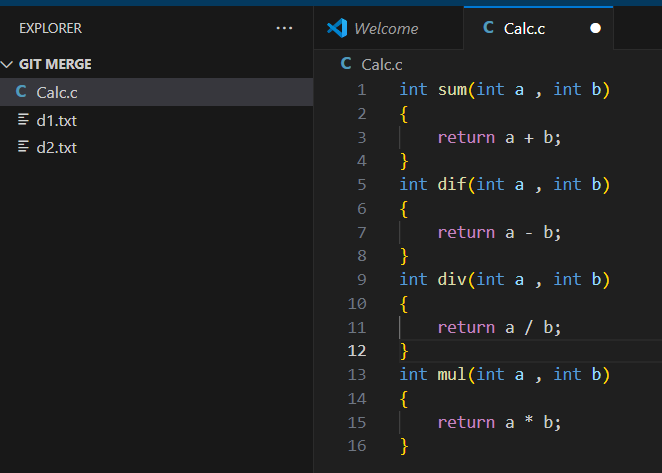 EXPLORER ...
GIT MERGE
Calc.c
d1.txt
d2.txt
Welcome
Calc.c
Calc.c
1 int sum(int a , int b)
2 {
3 return a + b;
4 }
5 int dif(int a , int b)
6 {
7 return a - b;
8 }
9 int div(int a , int b)
10 {
11 return a / b;
12 }
13 int mul(int a , int b)
14 {
15 return a * b;
16 }